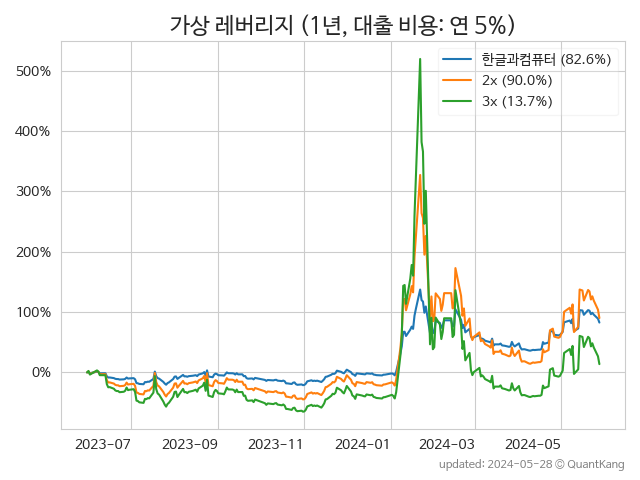 가상 레버리지 (1년, 대출 비용: 연 5%)
한글과컴퓨터 (82.6%)
2x (90.0%)
3x (13.7%)
500%
400%
300%
200%
100%
0%
2023-07 2023-09 2023-11 2024-01 2024-03 2024-05
updated: 2024-05-28 © QuantKang